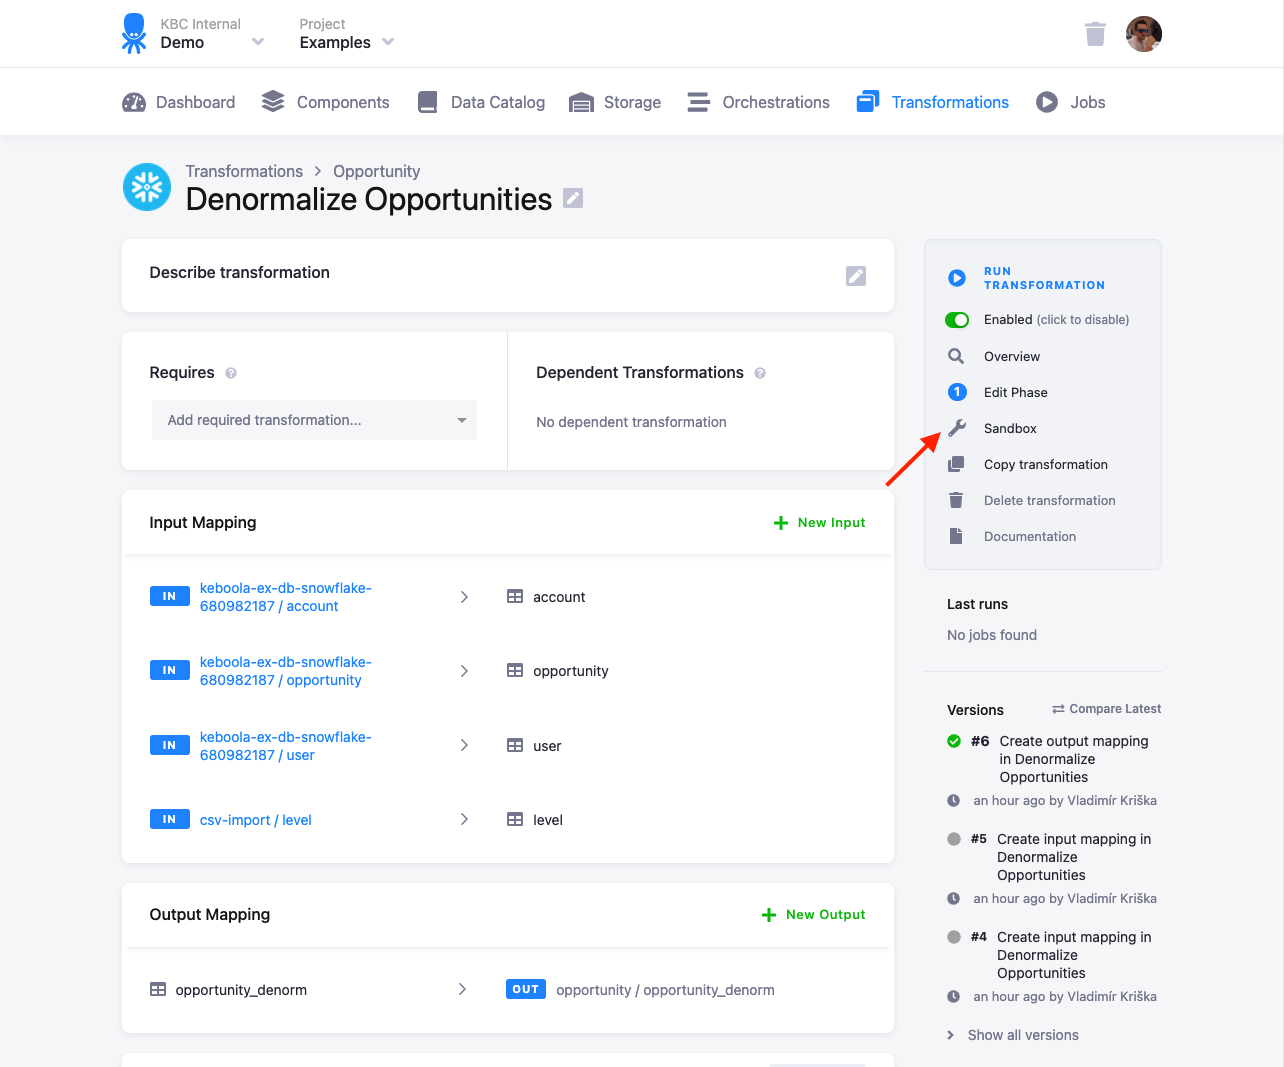 KBC Internal
Demo
Project
Examples
Dashboard
Components
Data Catalog
Storage
Orchestrations
Transformations
Jobs
Transformations > Opportunity
Denormalize Opportunities
Describe transformation
Requires
Add required transformation...
Dependent Transformations
No dependent transformation
Input Mapping
New Input
IN
keboola-ex-db-snowflake-
680982187 / account
account
IN
keboola-ex-db-snowflake-
680982187 / opportunity
opportunity
IN
keboola-ex-db-snowflake-
680982187 / user
user
IN
csv-import / level
level
Output Mapping
New Output
opportunity_denorm
OUT
opportunity / opportunity_denorm
RUN
TRANSFORMATION
Enabled (click to disable)
Overview
1
Edit Phase
Sandbox
Copy transformation
Delete transformation
Documentation
Last runs
No jobs found
Versions
Compare Latest
#6 Create output mapping
in Denormalize
Opportunities
an hour ago by Vladimír Kriška
#5 Create input mapping in
Denormalize
Opportunities
an hour ago by Vladimír Kriška
#4 Create input mapping in
Denormalize
Opportunities
an hour ago by Vladimír Kriška
Show all versions